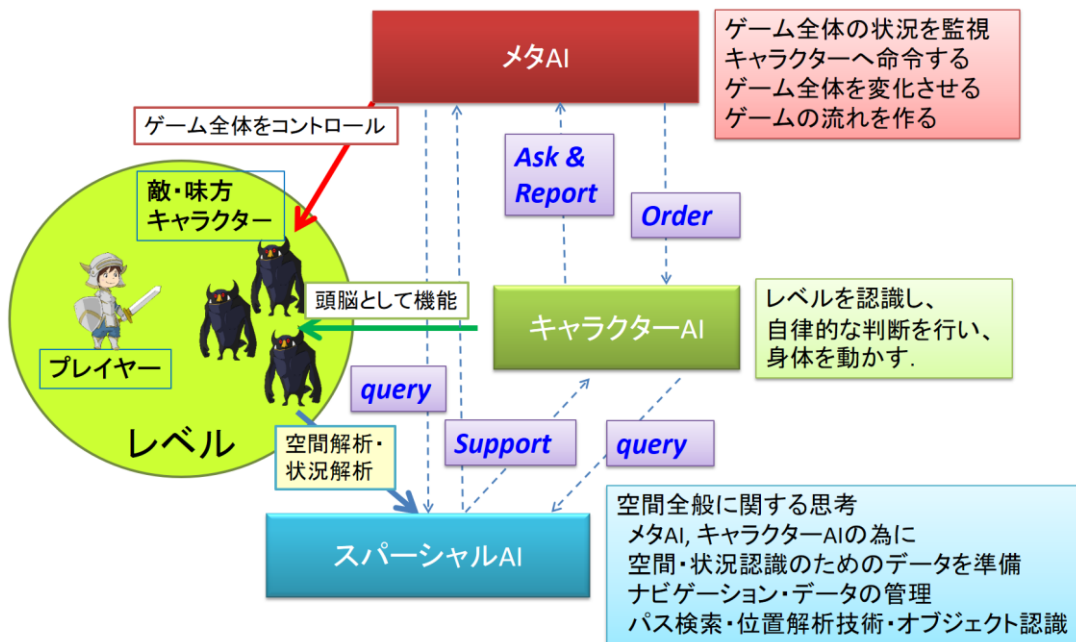 メタAI
ゲーム全体の状況を監視
キャラクターへ命令する
ゲーム全体を変化させる
ゲームの流れを作る
ゲーム全体をコントロール
Ask &
Report
Order
敵・味方
キャラクター
頭脳として機能
キャラクターAI
レベルを認識し、
自律的な判断を行い、
身体を動かす.
プレイヤー
レベル
query
空間解析・
状況解析
Support
query
スパーシャルAI
空間全般に関する思考
メタAI, キャラクターAIの為に
空間・状況認識のためのデータを準備
ナビゲーション・データの管理
パス検索・位置解析技術・オブジェクト認識